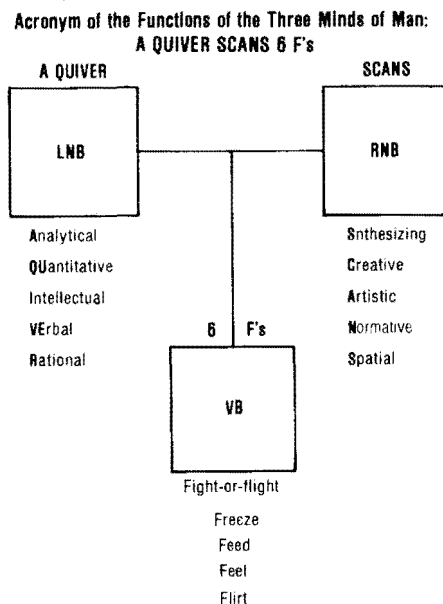 Acronym of the Functions of the Three Minds of Man:
A QUIVER SCANS 6 F's
A QUIVER
SCANS
LNB
RNB
Analytical
QUantitative
Intellectual
VErbal
Rational
Snthesizing
Creative
Artistic
Normative
Spatial
6 F's
VB
Fight-or-flight
Freeze
Feed
Feel
Flirt